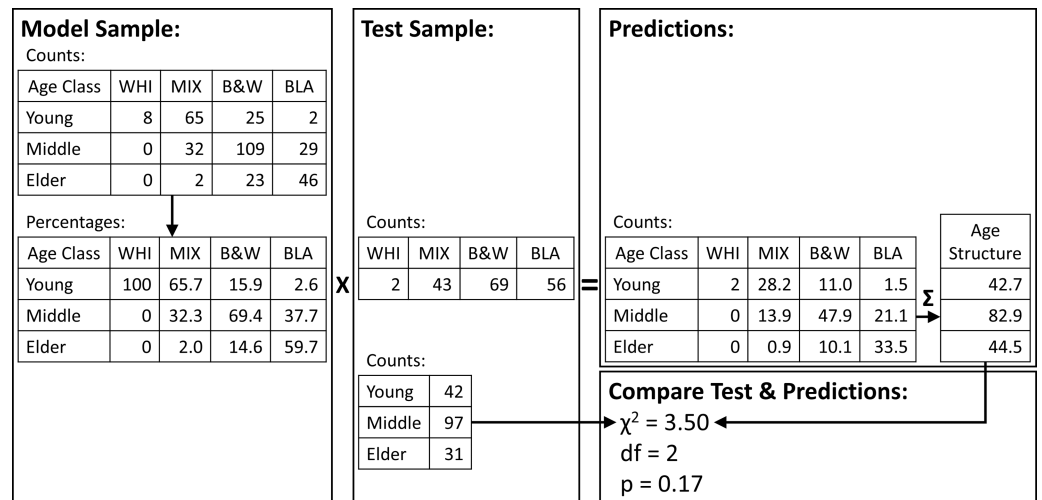 Model Sample:
Counts:
Age Class WHI MIX B&W BLA
Young 8 65 25 2
Middle 0 32 109 29
Elder 0 2 23 46
Percentages:
Age Class WHI MIX B&W BLA
Young 100 65.7 15.9 2.6
Middle 0 32.3 69.4 37.7
Elder 0 2.0 14.6 59.7
X
Test Sample:
Counts:
WHI MIX B&W BLA
2 43 69 56
Counts:
Young 42
Middle 97
Elder 31
=
Predictions:
Counts:
Age Class WHI MIX B&W BLA
Young 2 28.2 11.0 1.5
Middle 0 13.9 47.9 21.1
Elder 0 0.9 10.1 33.5
Σ
Age
Structure
42.7
82.9
44.5
Compare Test & Predictions:
χ² = 3.50
df = 2
p = 0.17